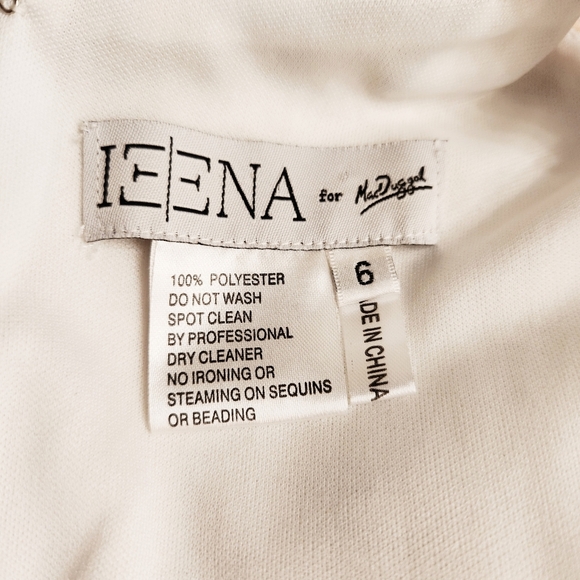 IEENA for MacDuggal
100% POLYESTER
DO NOT WASH
SPOT CLEAN
BY PROFESSIONAL
DRY CLEANER
NO IRONING OR
STEAMING ON SEQUINS
OR BEADING
6
ADE IN CHINA